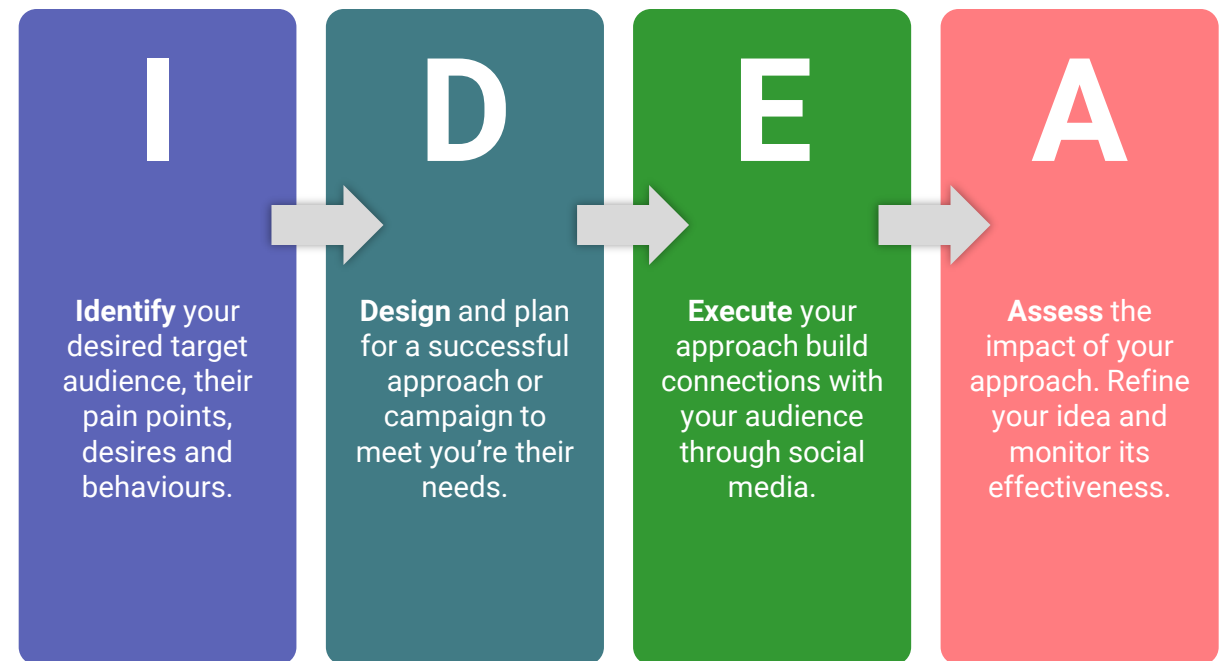 I
Identify your
desired target
audience, their
pain points,
desires and
behaviours.
D
Design and plan
for a successful
approach or
campaign to
meet you’re their
needs.
E
Execute your
approach build
connections with
your audience
through social
media.
A
Assess the
impact of your
approach. Refine
your idea and
monitor its
effectiveness.